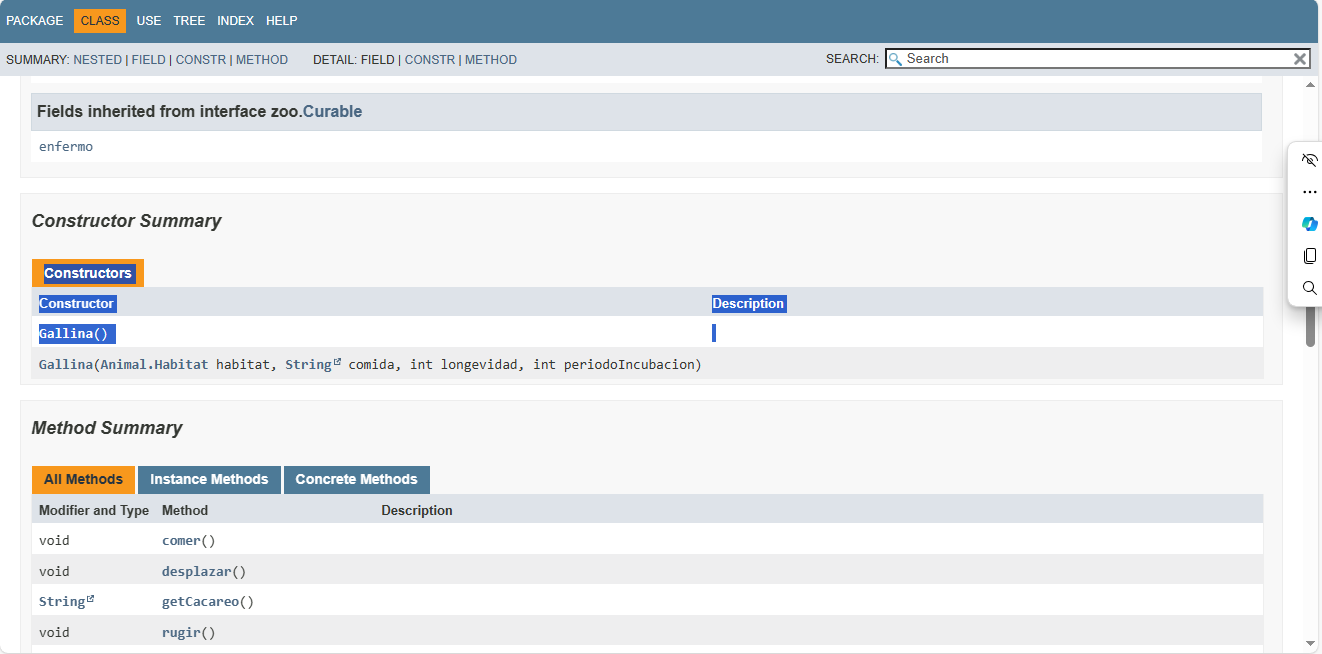 PACKAGE CLASS USE TREE INDEX HELP
SUMMARY: NESTED | FIELD | CONSTR | METHOD DETAIL: FIELD | CONSTR | METHOD SEARCH: Search
Fields inherited from interface zoo.Curable
enfermo
Constructor Summary
Constructors
Constructor Description
Gallina()
Gallina(Animal.Habitat habitat, String comida, int longevidad, int periodoIncubacion)
Method Summary
All Methods Instance Methods Concrete Methods
Modifier and Type Method Description
void comer()
void desplazar()
String getCacareo()
void rugir()